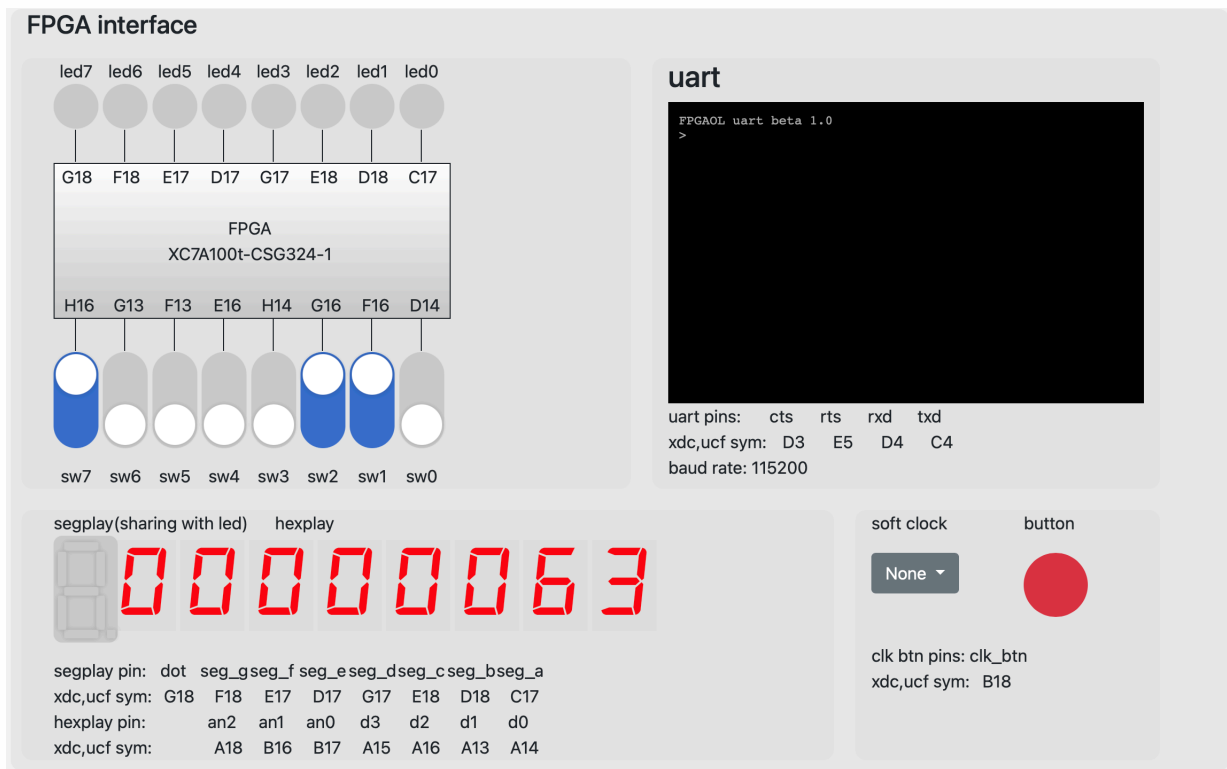 FPGA interface
led7 led6 led5 led4 led3 led2 led1 led0
G18 F18 E17 D17 G17 E18 D18 C17
FPGA
XC7A100t-CSG324-1
H16 G13 F13 E16 H14 G16 F16 D14
sw7 sw6 sw5 sw4 sw3 sw2 sw1 sw0
uart
FPGAOL uart beta 1.0
>
uart pins: cts rts rxd txd
xdc,ucf sym: D3 E5 D4 C4
baud rate: 115200
segplay(sharing with led) hexplay
00000063
segplay pin: dot seg_g seg_f seg_e seg_d seg_c seg_b seg_a
xdc,ucf sym: G18 F18 E17 D17 G17 E18 D18 C17
hexplay pin: an2 an1 an0 d3 d2 d1 d0
xdc,ucf sym: A18 B16 B17 A15 A16 A13 A14
soft clock button
None
clk btn pins: clk_btn
xdc,ucf sym: B18